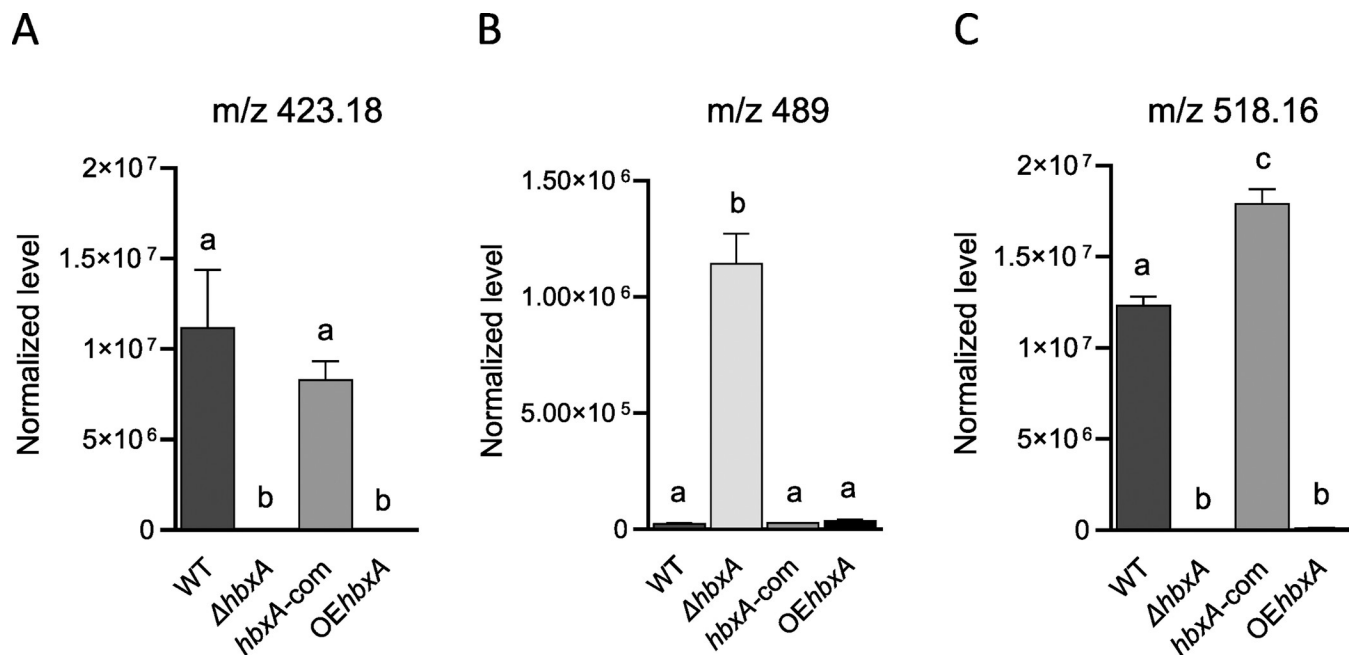 A
m/z 423.18
Normalized level
2×10⁷
1.5×10⁷
1×10⁷
5×10⁶
0
a
b
a
b
WT
ΔhbxA
hbxA-com
OEhbxA
B
m/z 489
Normalized level
1.50×10⁶
1.00×10⁶
5.00×10⁵
0
a
b
a
a
WT
ΔhbxA
hbxA-com
OEhbxA
C
m/z 518.16
Normalized level
2×10⁷
1.5×10⁷
1×10⁷
5×10⁶
0
a
b
c
b
WT
ΔhbxA
hbxA-com
OEhbxA